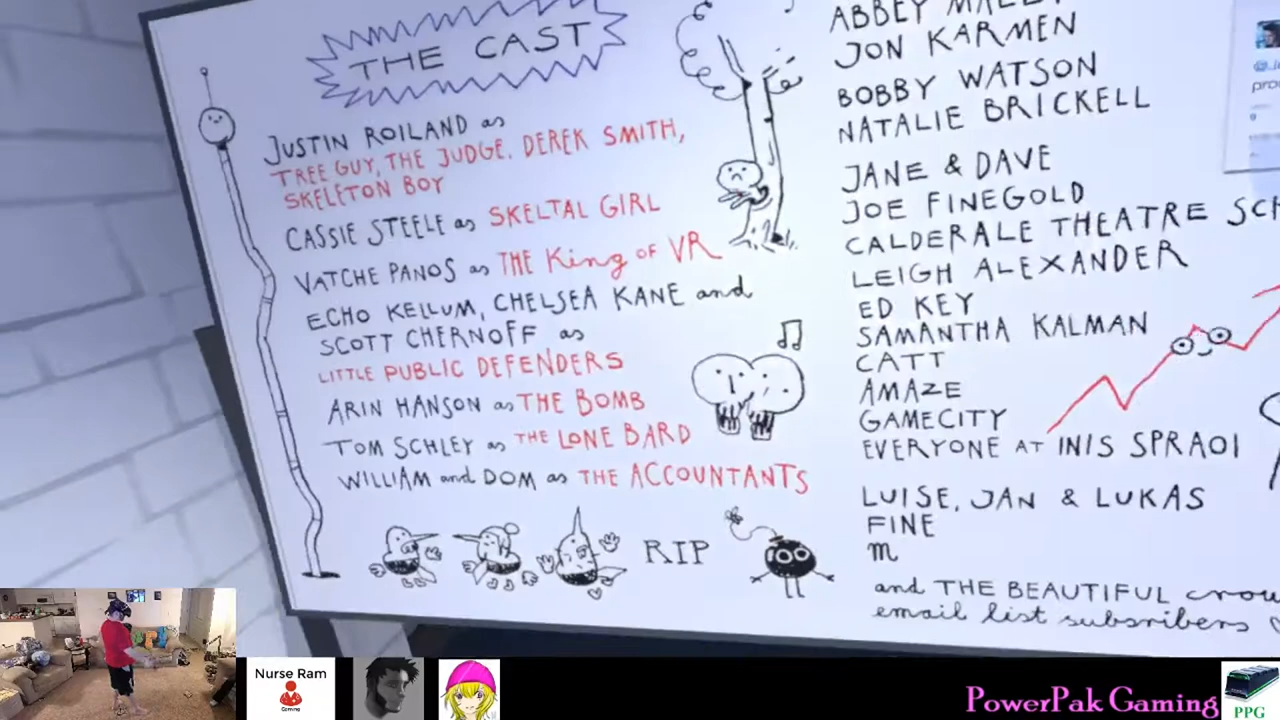 THE CAST
JUSTIN ROILAND as
TREE GUY, THE JUDGE. DEREK SMITH,
SKELETON BOY
CASSIE STEELE as SKELTAL GIRL
VATCHE PANOS as THE King of VR
ECHO KELLUM, CHELSEA KANE and
SCOTT CHERNOFF as
LITTLE PUBLIC DEFENDERS
ARIN HANSON as THE BOMB
TOM SCHLEY as THE LONE BARD
WILLIAM and DOM as THE ACCOUNTANTS
RIP
ABBEY
JON KARMEN
BOBBY WATSON
NATALIE BRICKELL
JANE & DAVE
JOE FINEGOLD
CALDERALE THEATRE
LEIGH ALEXANDER
ED KEY
SAMANTHA KALMAN
CATT
AMAZE
GAMECITY
EVERYONE AT INIS SPRAOI
LUISE, JAN & LUKAS
FINE
m
and THE BEAUTIFUL
email list subsribers
Nurse Ram
Gaming
PowerPak Gaming
PPG